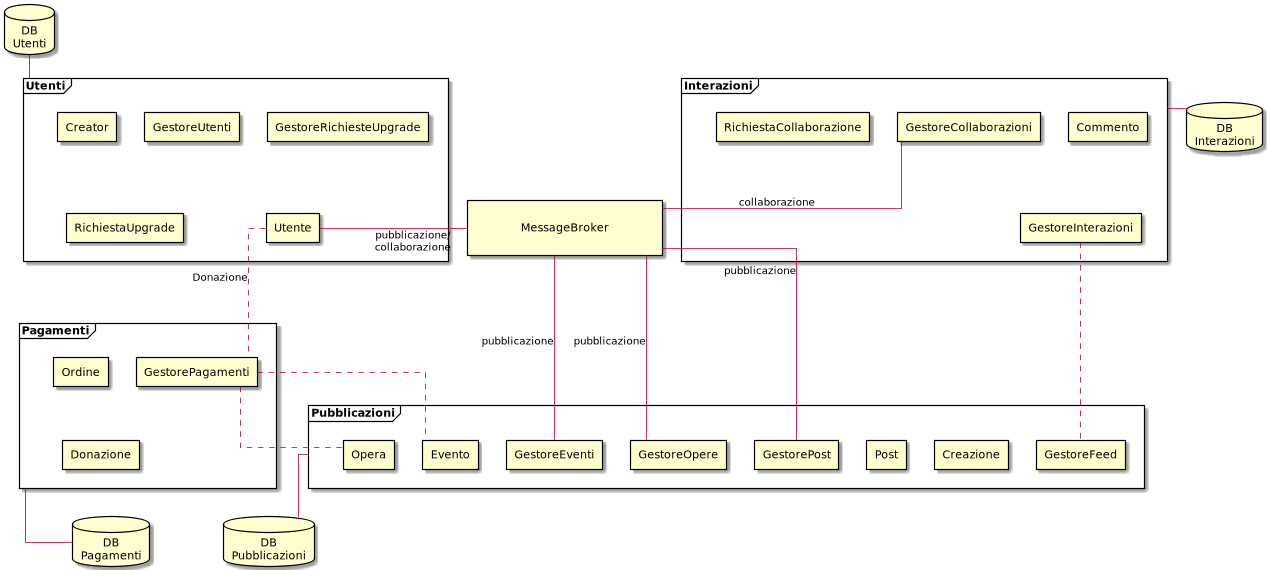 DB
Utenti
Utenti
Interazioni
Creator
GestoreUtenti
GestoreRichiesteUpgrade
RichiestaCollaborazione
GestoreCollaborazioni
Commento
DB
Interazioni
collaborazione
RichiestaUpgrade
Utente
pubblicazione/
collaborazione
MessageBroker
GestoreInterazioni
Donazione
pubblicazione
Pagamenti
pubblicazione
pubblicazione
Ordine
GestorePagamenti
Pubblicazioni
Donazione
Opera
Evento
GestoreEventi
GestoreOpere
GestorePost
Post
Creazione
GestoreFeed
DB
Pagamenti
DB
Pubblicazioni